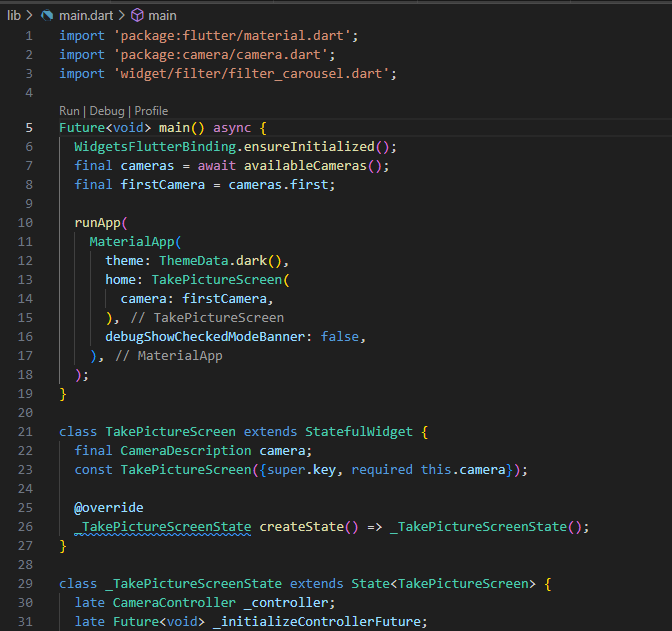 lib > main.dart > main
1 import 'package:flutter/material.dart';
2 import 'package:camera/camera.dart';
3 import 'widget/filter/filter_carousel.dart';
4
Run | Debug | Profile
5 Future<void> main() async {
6   WidgetsFlutterBinding.ensureInitialized();
7   final cameras = await availableCameras();
8   final firstCamera = cameras.first;
9
10   runApp(
11     MaterialApp(
12       theme: ThemeData.dark(),
13       home: TakePictureScreen(
14         camera: firstCamera,
15       ), // TakePictureScreen
16       debugShowCheckedModeBanner: false,
17     ), // MaterialApp
18   );
19 }
20
21 class TakePictureScreen extends StatefulWidget {
22   final CameraDescription camera;
23   const TakePictureScreen({super.key, required this.camera});
24
25   @override
26   _TakePictureScreenState createState() => _TakePictureScreenState();
27 }
28
29 class _TakePictureScreenState extends State<TakePictureScreen> {
30   late CameraController _controller;
31   late Future<void> _initializeControllerFuture;